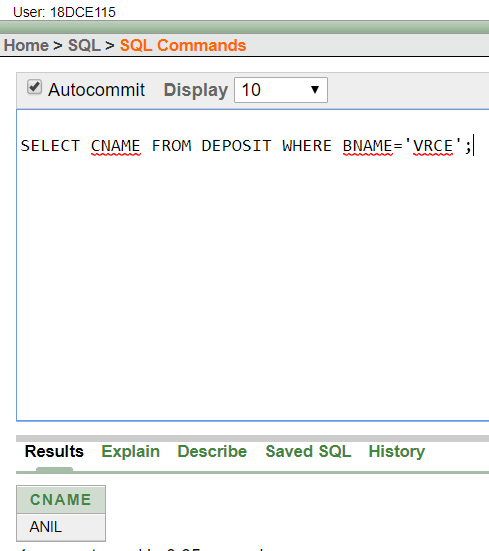 User: 18DCE115
Home > SQL > SQL Commands
Autocommit Display 10
SELECT CNAME FROM DEPOSIT WHERE BNAME='VRCE';
Results Explain Describe Saved SQL History
CNAME
ANIL